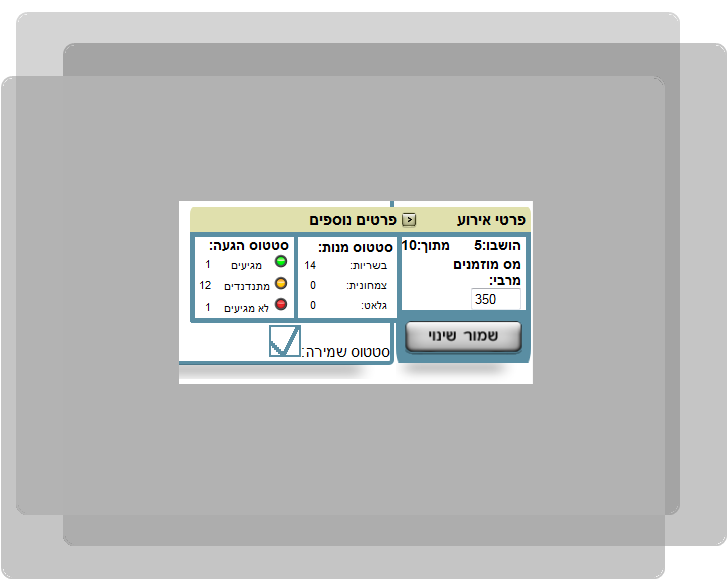 פרטי אירוע
הושבו:5 מתוך:10
מס מוזמנים
מרבי:
350
שמור שינוי
פרטים נוספים
סטטוס מנות:
בשריות: 14
צמחונית: 0
גלאט: 0
סטטוס הגעה:
מגיעים 1
מתנדנדים 12
לא מגיעים 1
סטטוס שמירה: